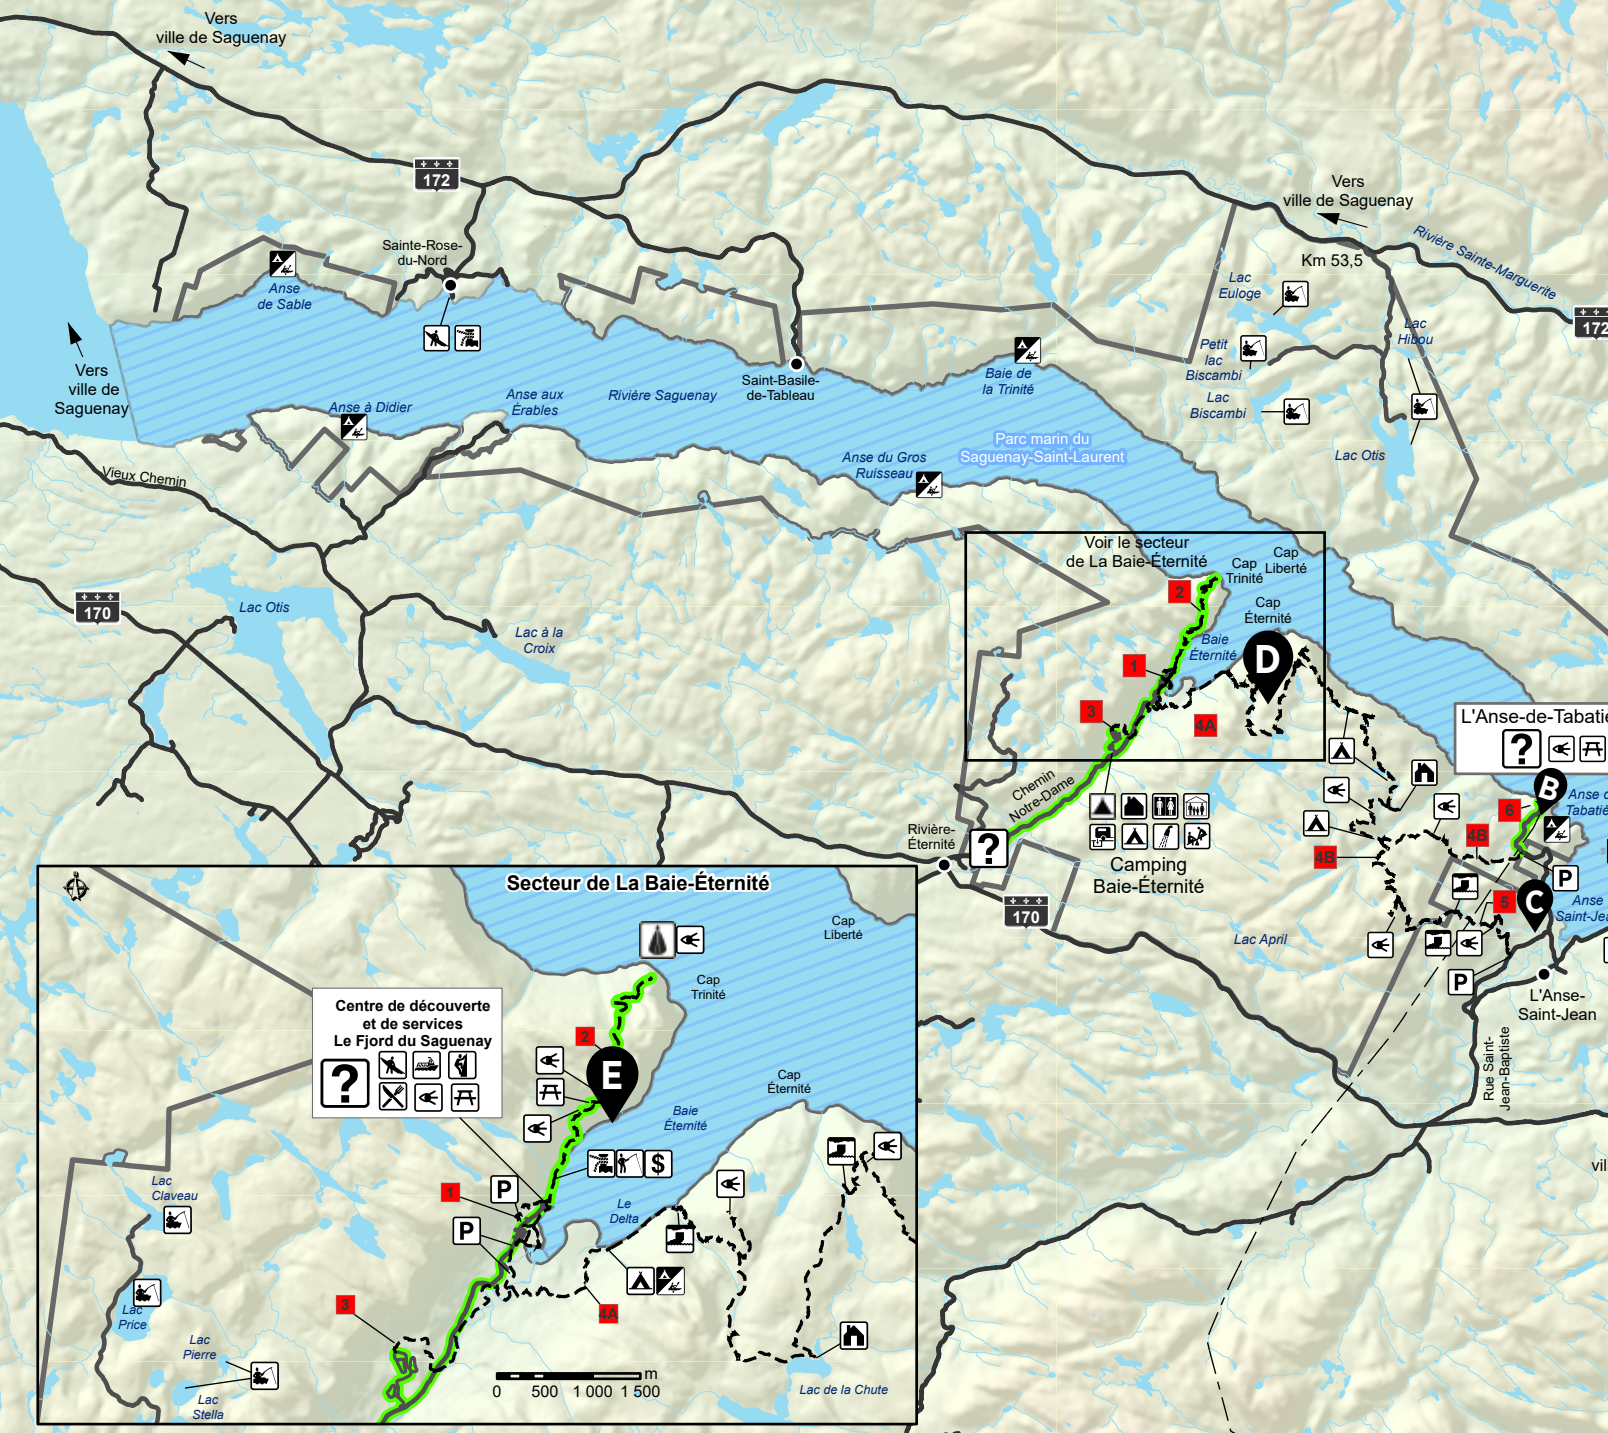 Vers
ville de Saguenay
172
Sainte-Rose-
du-Nord
Anse
de Sable
Vers
ville de
Saguenay
Anse à Didier
Anse aux
Érables
Rivière Saguenay
Saint-Basile-
de-Tableau
Baie de
la Trinité
Anse du Gros
Ruisseau
Parc marin du
Saguenay-Saint-Laurent
Vers
ville de Saguenay
Km 53,5
Rivière Sainte-Marguerite
172
Lac
Euloge
Petit
lac
Biscambi
Lac
Biscambi
Lac
Hibou
Lac Otis
Vieux Chemin
170
Lac Otis
Lac à la
Croix
Voir le secteur
de La Baie-Éternité
Cap
Trinité
Cap
Liberté
Cap
Éternité
Baie
Éternité
D
2
1
3
4A
Chemin
Notre-Dame
Rivière-
Éternité
?
170
Camping
Baie-Éternité
L'Anse-de-Tabatiè
?
B
6
Anse d
Tabatiè
4B
4B
P
5
C
Anse
Saint-Jea
P
L'Anse-
Saint-Jean
Lac April
Rue Saint-
Jean-Baptiste
vil
Secteur de La Baie-Éternité
Cap
Liberté
Cap
Trinité
Centre de découverte
et de services
Le Fjord du Saguenay
?
2
E
Cap
Éternité
Baie
Éternité
$
Le
Delta
1
P
P
3
4A
Lac
Claveau
Lac
Price
Lac
Pierre
Lac
Stella
Lac de la Chute
m
0 500 1 000 1 500